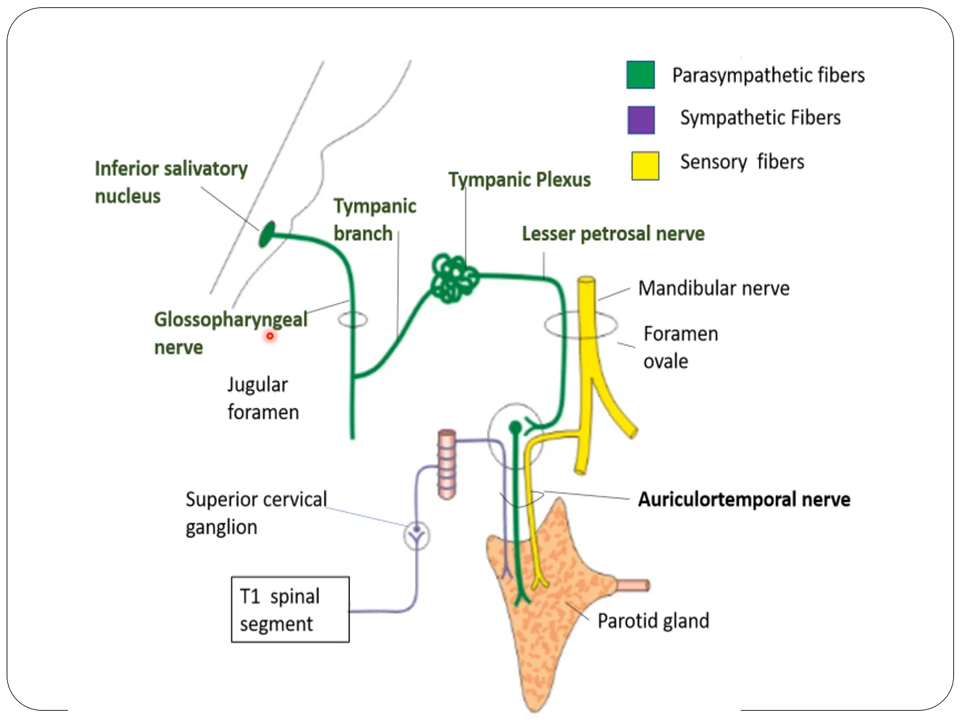 Parasympathetic fibers
Sympathetic Fibers
Sensory fibers
Inferior salivatory
nucleus
Tympanic Plexus
Tympanic
branch
Lesser petrosal nerve
Mandibular nerve
Glossopharyngeal
nerve
Foramen
ovale
Jugular
foramen
Superior cervical
ganglion
Auriculortemporal nerve
T1 spinal
segment
Parotid gland